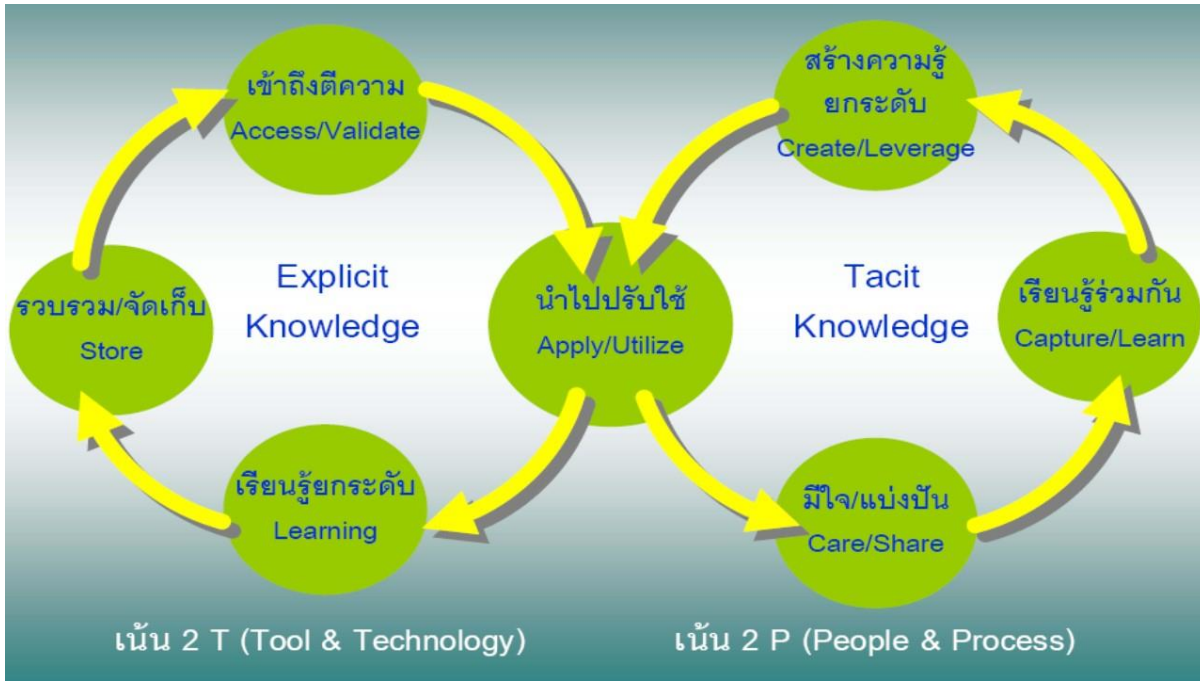 เข้าถึงตีความ
Access/Validate
รวบรวม/จัดเก็บ
Store
Explicit
Knowledge
เรียนรู้ยกระดับ
Learning
นำไปปรับใช้
Apply/Utilize
สร้างความรู้
ยกระดับ
Create/Leverage
Tacit
Knowledge
เรียนรู้ร่วมกัน
Capture/Learn
มีใจ/แบ่งปัน
Care/Share
เน้น 2 T (Tool & Technology)
เน้น 2 P (People & Process)